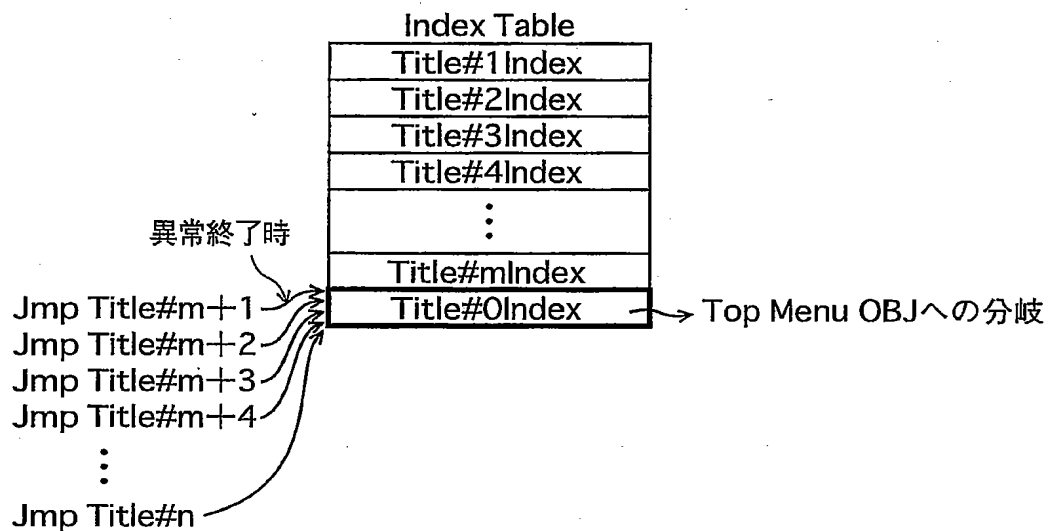 Index Table
Title#1Index
Title#2Index
Title#3Index
Title#4Index
⋮
Title#mIndex
異常終了時
Title#0Index
Top Menu OBJへの分岐
Jmp Title#m+1
Jmp Title#m+2
Jmp Title#m+3
Jmp Title#m+4
⋮
Jmp Title#n